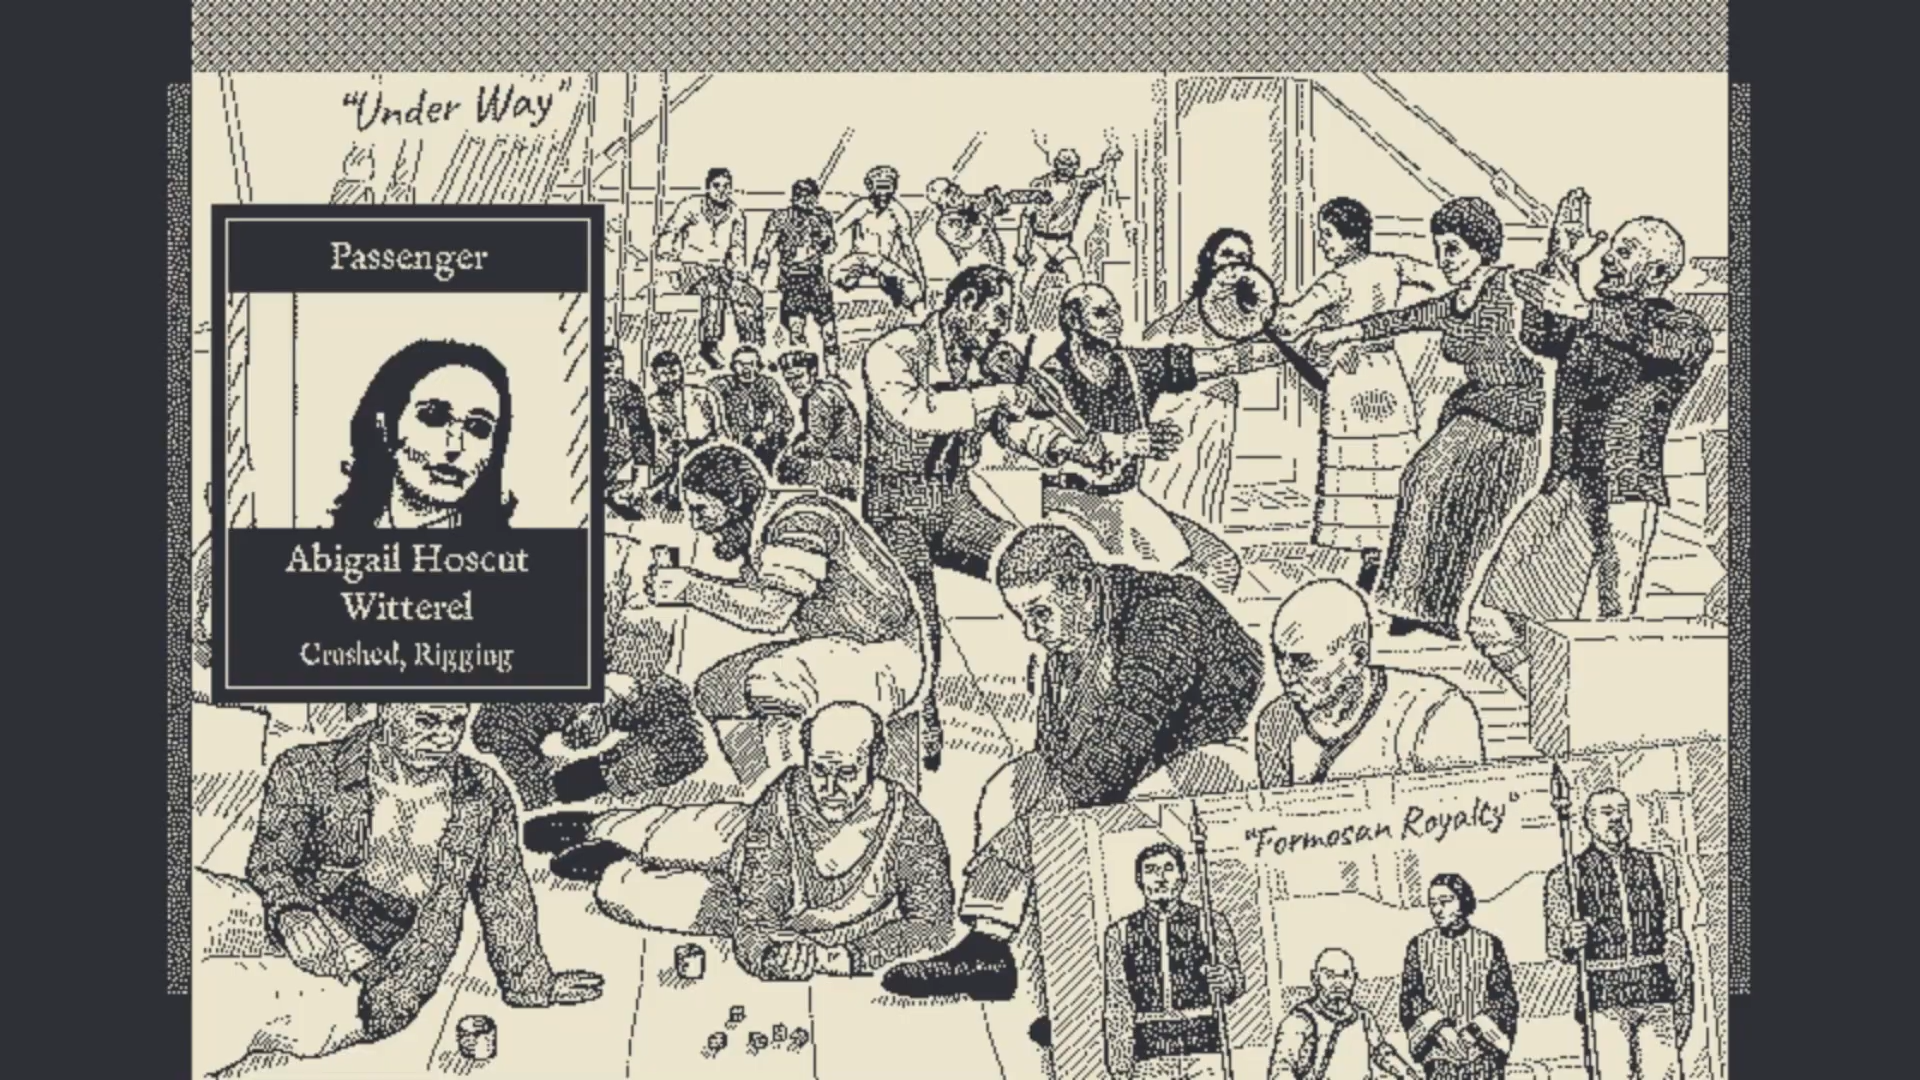 "Under Way"
Passenger
Abigail Hoscut
Witterel
Crushed, Rigging
"Formosan Royalty"